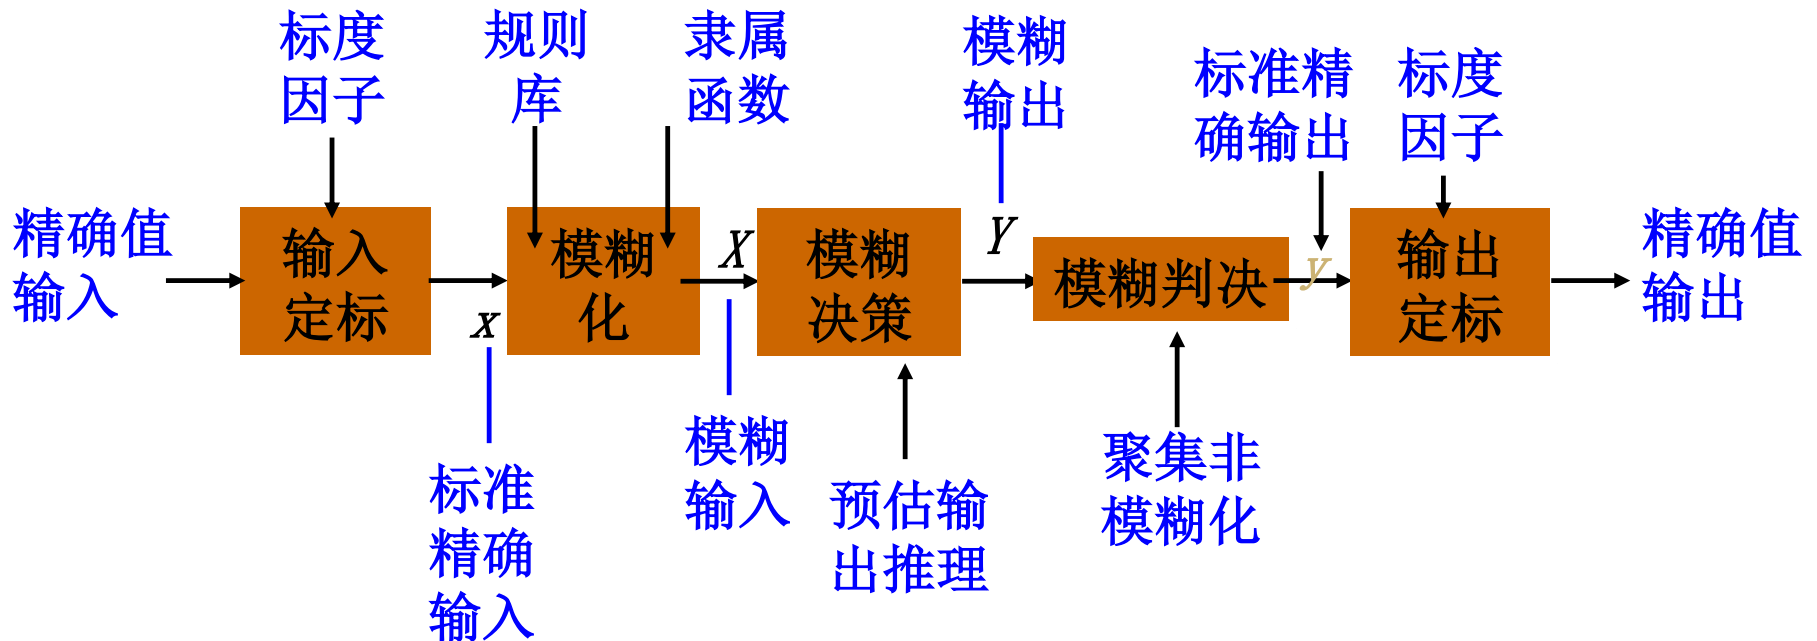 标度
因子
规则
库
隶属
函数
模糊
输出
标准精
确输出
标度
因子
精确值
输入
输入
定标
x
模糊
化
X
模糊
决策
Y
模糊判决
y
输出
定标
精确值
输出
标准
精确
输入
模糊
输入
预估输
出推理
聚集非
模糊化